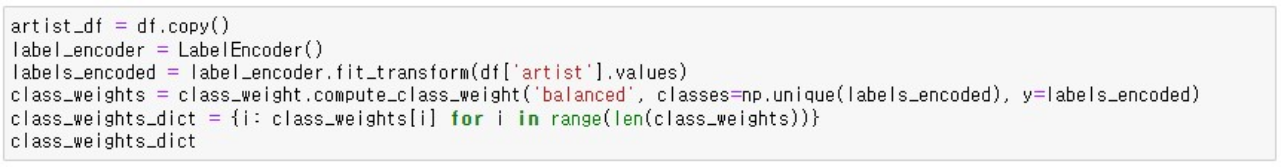 artist_df = df.copy()
label_encoder = LabelEncoder()
labels_encoded = label_encoder.fit_transform(df['artist'].values)
class_weights = class_weight.compute_class_weight('balanced', classes=np.unique(labels_encoded), y=labels_encoded)
class_weights_dict = {i: class_weights[i] for i in range(len(class_weights))}
class_weights_dict